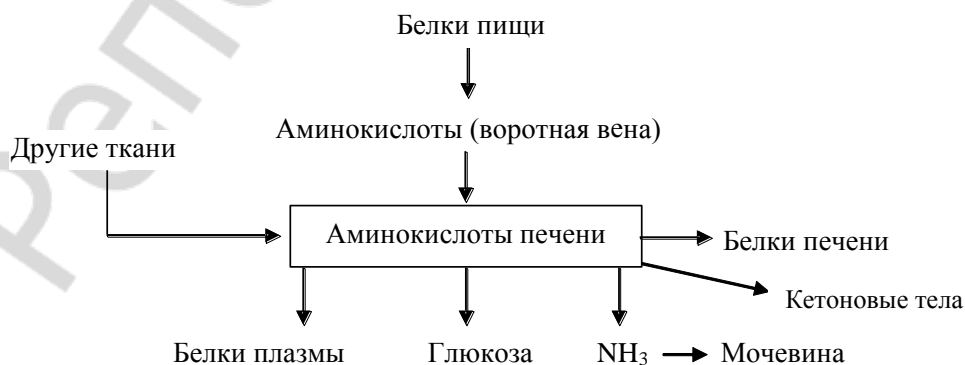 Белки пищи
Аминокислоты (воротная вена)
Другие ткани
Аминокислоты печени
Белки печени
Кетоновые тела
Белки плазмы
Глюкоза
NH₃
Мочевина